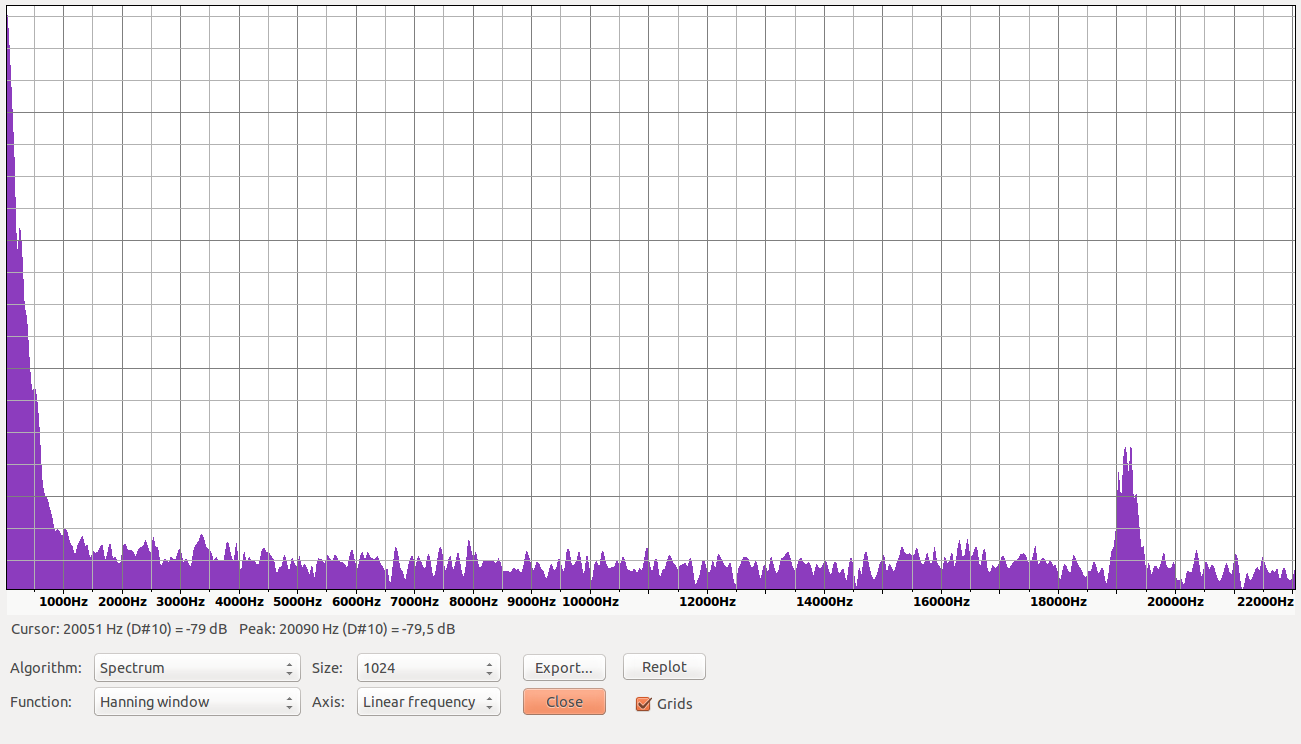 1000Hz 2000Hz 3000Hz 4000Hz 5000Hz 6000Hz 7000Hz 8000Hz 9000Hz 10000Hz 12000Hz 14000Hz 16000Hz 18000Hz 20000Hz 22000Hz
Cursor: 20051 Hz (D#10) = -79 dB Peak: 20090 Hz (D#10) = -79,5 dB
Algorithm: Spectrum Size: 1024 Export... Replot
Function: Hanning window Axis: Linear frequency Close Grids